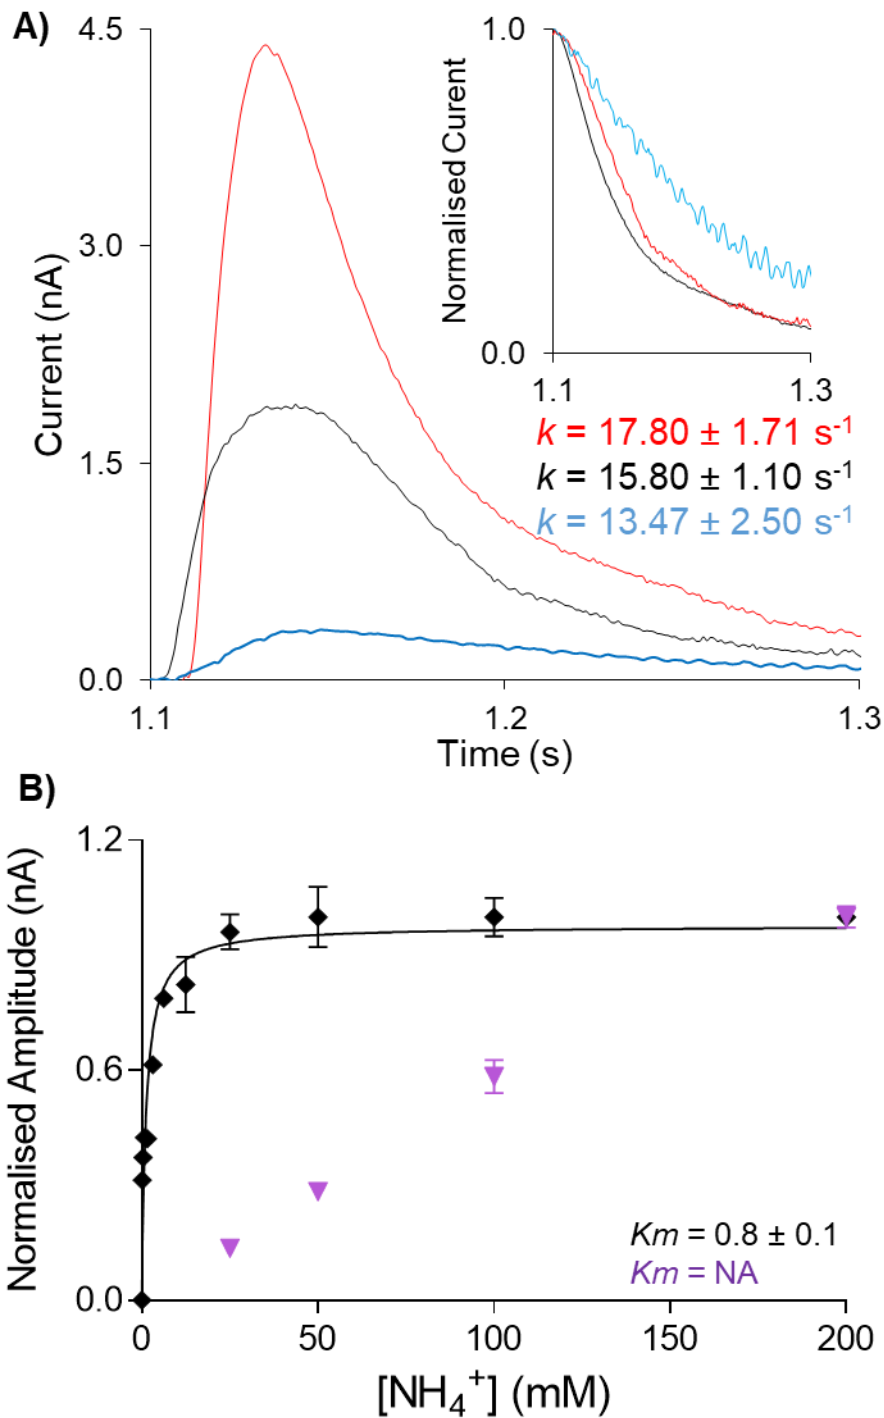 A)
4.5
3.0
1.5
0.0
Current (nA)
1.1
1.2
1.3
Time (s)
1.0
0.0
Normalised Curent
1.1
1.3
k = 17.80 ± 1.71 s⁻¹
k = 15.80 ± 1.10 s⁻¹
k = 13.47 ± 2.50 s⁻¹
B)
1.2
0.6
0.0
Normalised Amplitude (nA)
Km = 0.8 ± 0.1
Km = NA
0
50
100
150
200
[NH₄⁺] (mM)